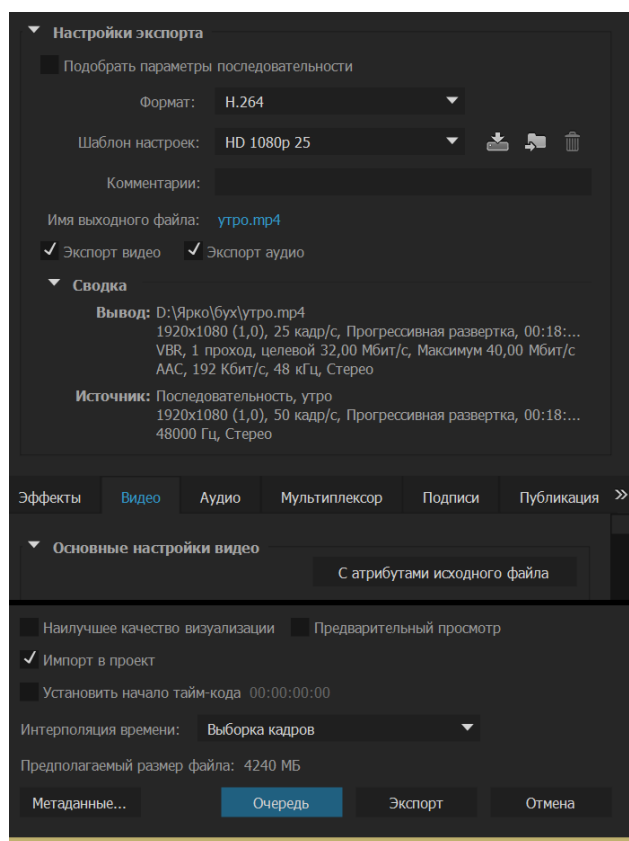 Настройки экспорта
Подобрать параметры последовательности
Формат: H.264
Шаблон настроек: HD 1080p 25
Комментарии:
Имя выходного файла: утро.mp4
Экспорт видео Экспорт аудио
Сводка
Вывод: D:\Ярко\бух\утро.mp4
1920x1080 (1,0), 25 кадр/с, Прогрессивная развертка, 00:18:...
VBR, 1 проход, целевой 32,00 Мбит/с, Максимум 40,00 Мбит/с
AAC, 192 Кбит/с, 48 кГц, Стерео
Источник: Последовательность, утро
1920x1080 (1,0), 50 кадр/с, Прогрессивная развертка, 00:18:...
48000 Гц, Стерео
Эффекты Видео Аудио Мультиплексор Подписи Публикация »
Основные настройки видео
С атрибутами исходного файла
Наилучшее качество визуализации Предварительный просмотр
Импорт в проект
Установить начало тайм-кода 00:00:00:00
Интерполяция времени: Выборка кадров
Предполагаемый размер файла: 4240 МБ
Метаданные... Очередь Экспорт Отмена